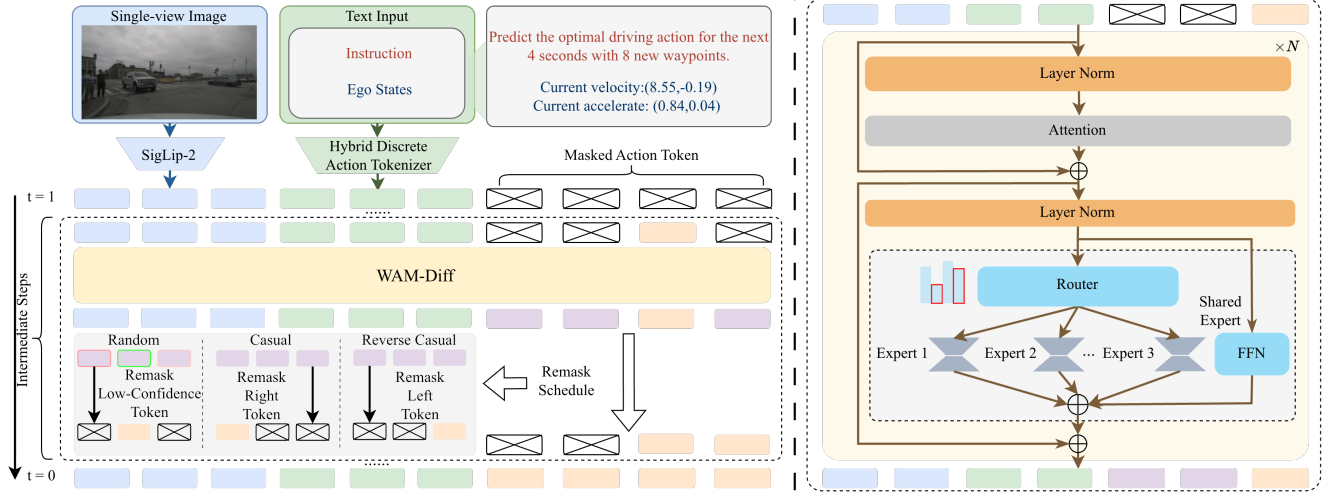 Single-view Image
Text Input
Instruction
Ego States
Predict the optimal driving action for the next
4 seconds with 8 new waypoints.
Current velocity:(8.55,-0.19)
Current accelerate: (0.84,0.04)
SigLip-2
Hybrid Discrete
Action Tokenizer
Masked Action Token
t = 1
......
Intermediate Steps
WAM-Diff
Random
Remask
Low-Confidence
Token
Casual
Remask
Right
Token
Reverse Casual
Remask
Left
Token
Remask
Schedule
......
t = 0
×N
Layer Norm
Attention
Layer Norm
Router
Shared
Expert
Expert 1
Expert 2
...
Expert 3
FFN